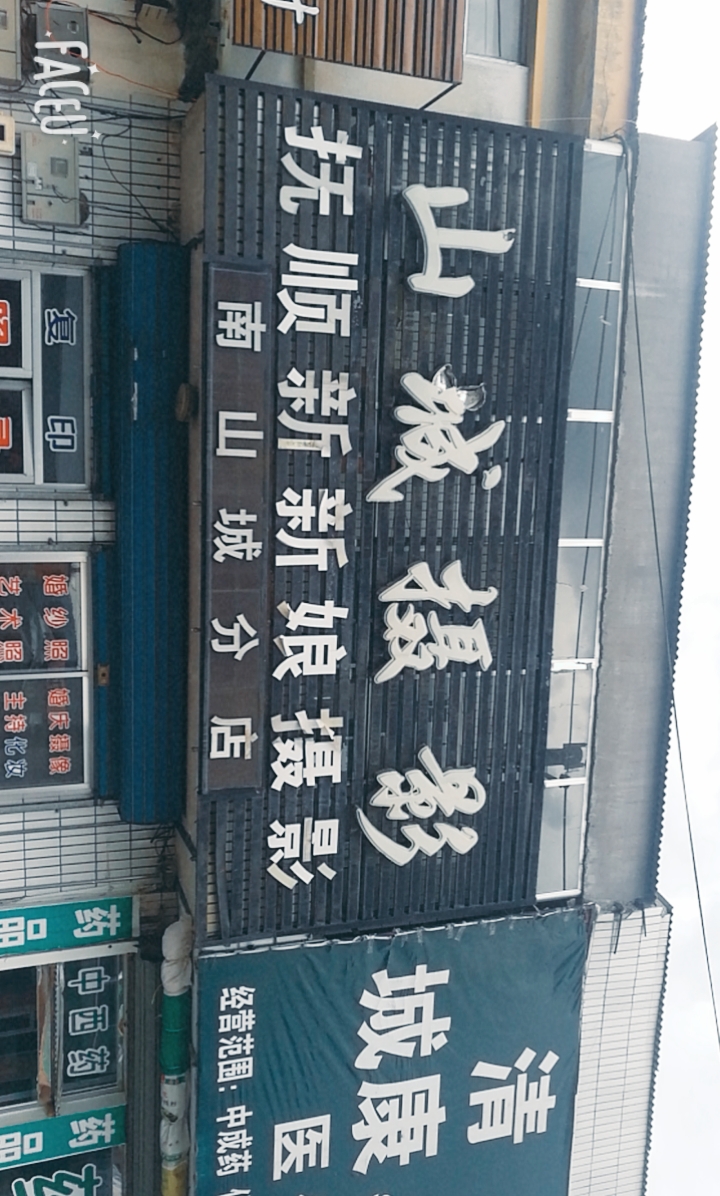 山城摄影
抚顺新新娘摄影
南山城分店
清
城康
医
经营范围：中成药
复印
婚纱照
艺术照
婚庆摄像
主持化妆
药品
中西药
药品
FACEU